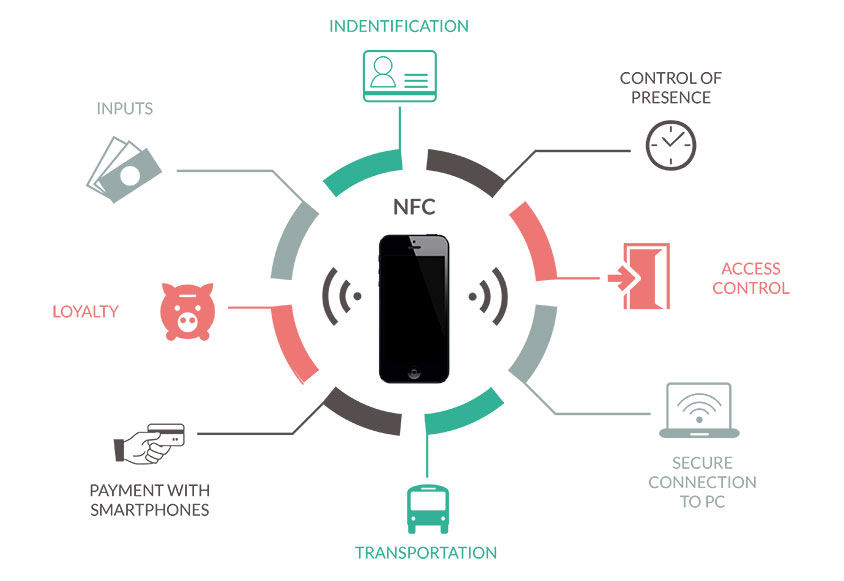 INDENTIFICATION
CONTROL OF
PRESENCE
INPUTS
NFC
ACCESS
CONTROL
LOYALTY
SECURE
CONNECTION
TO PC
PAYMENT WITH
SMARTPHONES
TRANSPORTATION